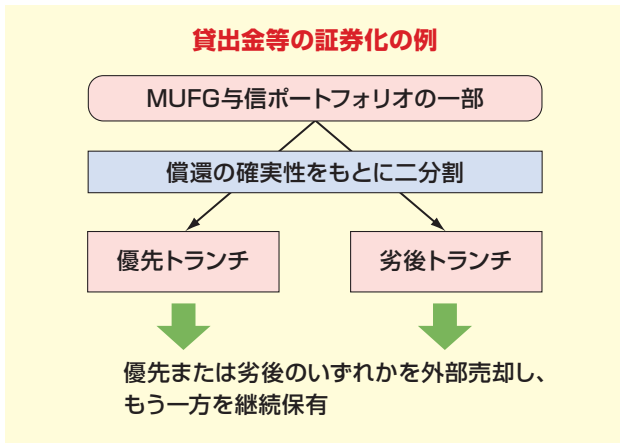 貸出金等の証券化の例
MUFG与信ポートフォリオの一部
償還の確実性をもとに二分割
優先トランチ
劣後トランチ
優先または劣後のいずれかを外部売却し、
もう一方を継続保有